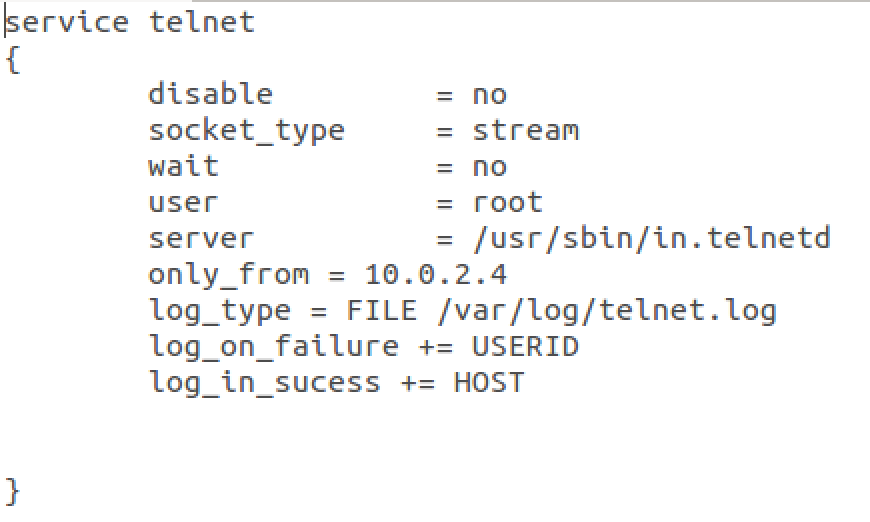 service telnet
{
disable = no
socket_type = stream
wait = no
user = root
server = /usr/sbin/in.telnetd
only_from = 10.0.2.4
log_type = FILE /var/log/telnet.log
log_on_failure += USERID
log_in_sucess += HOST
}